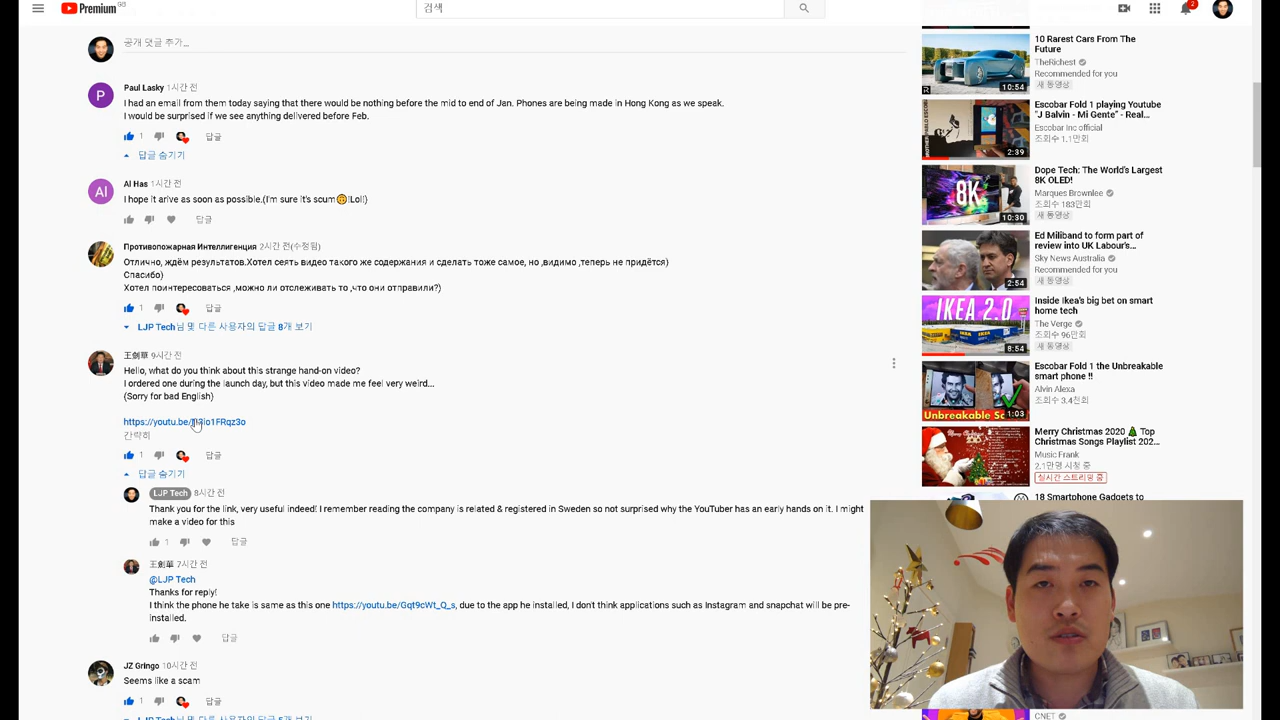 Premium GB
검색
2
공개 댓글 추가...
P
Paul Lasky 1시간 전
I had an email from them today saying that there would be nothing before the mid to end of Jan. Phones are being made in Hong Kong as we speak.
I would be surprised if we see anything delivered before Feb.
1 답글
답글 숨기기
Al
Al Has 1시간 전
I hope it arive as soon as possible.(I'm sure it's scum🙃!Lol!)
답글
Противопожарная Интеллигенция 2시간 전(수정됨)
Отлично, ждём результатов.Хотел сеять видео такого же содержания и сделать тоже самое, но ,видимо ,теперь не придётся)
Спасибо)
Хотел поинтересоваться ,можно ли отслеживать то что они отправили?)
1 답글
LJP Tech님 및 다른 사용자의 답글 8개 보기
王劍華 9시간 전
Hello, what do you think about this strange hand-on video?
I ordered one during the launch day, but this video made me feel very weird...
(Sorry for bad English)
간략히
1 답글
답글 숨기기
LJP Tech 8시간 전
Thank you for the link, very useful indeed! I remember reading the company is related & registered in Sweden so not surprised why the YouTuber has an early hands on it. I might
make a video for this
1 답글
王劍華 7시간 전
@LJP Tech
Thanks for reply!
I think the phone he take is same as this one https://youtu.be/Gqt9cWt_Q_s, due to the app he installed, I don't think applications such as Instagram and snapchat will be pre-
installed.
답글
JZ Gringo 10시간 전
Seems like a scam
1 답글
10:54
10 Rarest Cars From The
Future
TheRichest
Recommended for you
새 동영상
2:39
Escobar Fold 1 playing Youtube
"J Balvin - Mi Gente" - Real...
Escobar Inc official
조회수 1.1만회
8K
10:30
Dope Tech: The World's Largest
8K OLED!
Marques Brownlee
조회수 183만회
새 동영상
2:54
Ed Miliband to form part of
review into UK Labour's...
Sky News Australia
Recommended for you
새 동영상
IKEA 2.0
8:54
Inside Ikea's big bet on smart
home tech
The Verge
조회수 96만회
새 동영상
Unbreakable Sc
1:03
Escobar Fold 1 the Unbreakable
smart phone !!
Alvin Alexa
조회수 3.4천회
Merry Christmas 2020 🎄 Top
Christmas Songs Playlist 202...
Music Frank
2.1만명 시청 중
실시간 스트리밍 중
18 Smartphone Gadgets to
CNET